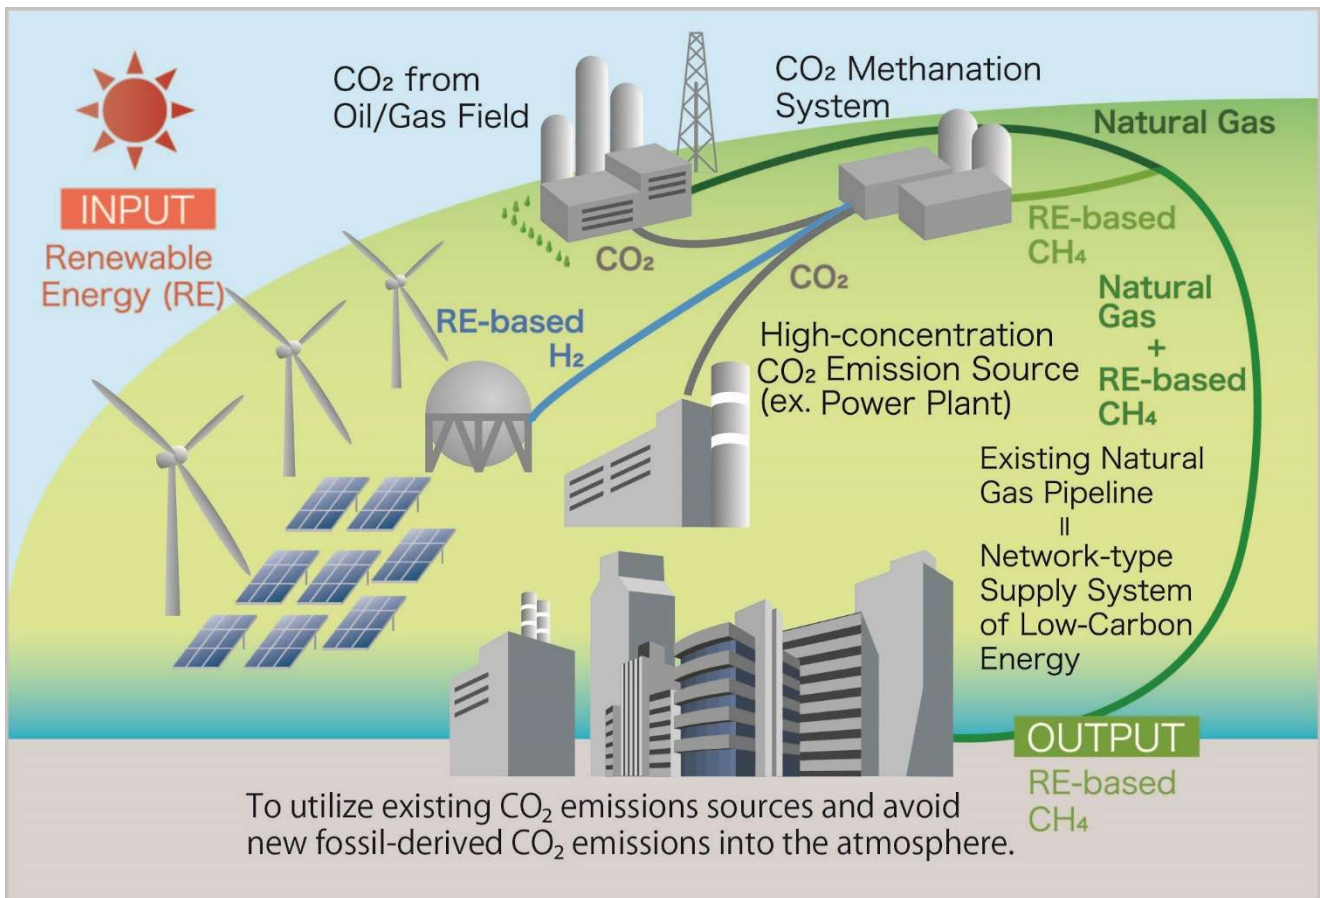 CO₂ from
Oil/Gas Field
CO₂ Methanation
System
Natural Gas
INPUT
Renewable
Energy (RE)
CO₂
CO₂
RE-based
CH₄
RE-based
H₂
Natural
Gas
+
RE-based
CH₄
High-concentration
CO₂ Emission Source
(ex. Power Plant)
Existing Natural
Gas Pipeline
=
Network-type
Supply System
of Low-Carbon
Energy
OUTPUT
RE-based
CH₄
To utilize existing CO₂ emissions sources and avoid
new fossil-derived CO₂ emissions into the atmosphere.